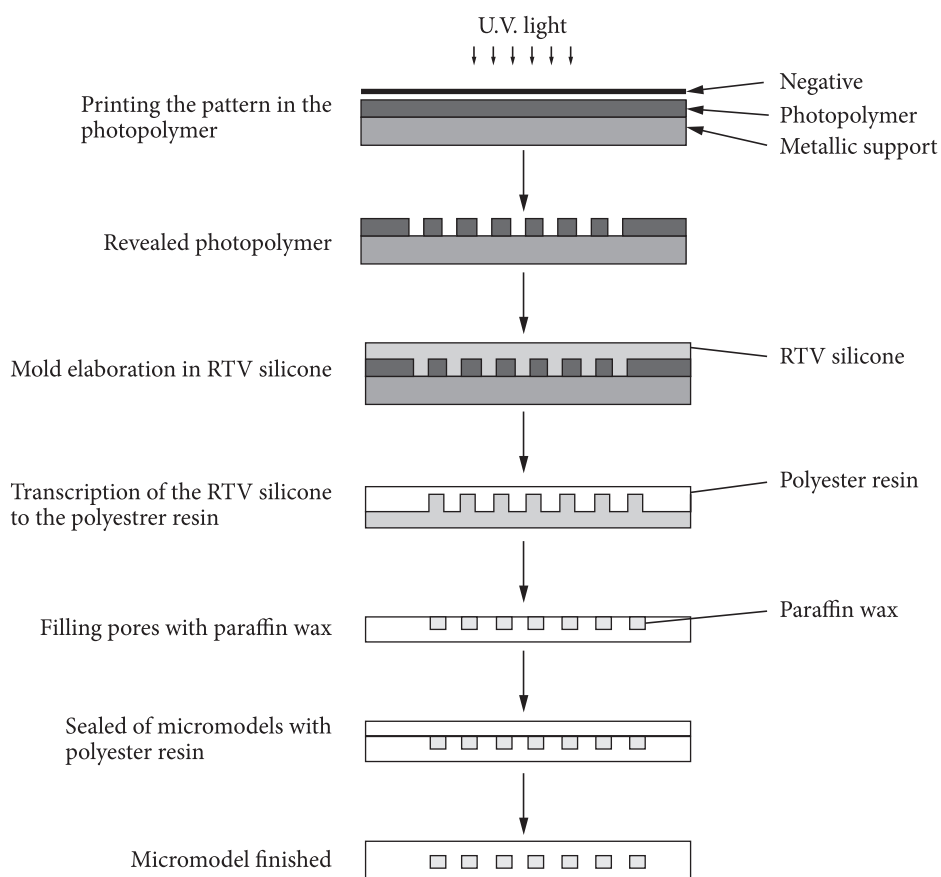 U.V. light
Negative
Printing the pattern in the
photopolymer
Photopolymer
Metallic support
Revealed photopolymer
RTV silicone
Mold elaboration in RTV silicone
Polyester resin
Transcription of the RTV silicone
to the polyestrer resin
Paraffin wax
Filling pores with paraffin wax
Sealed of micromodels with
polyester resin
Micromodel finished